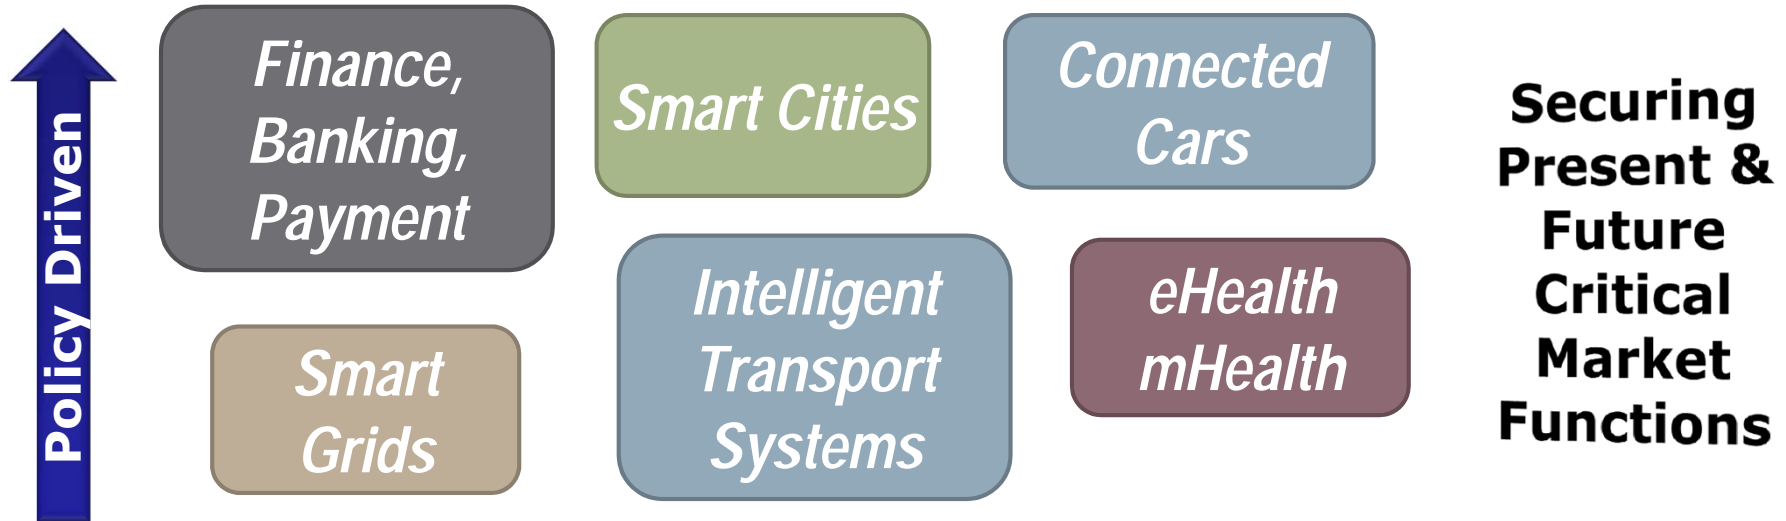 Policy Driven
Finance,
Banking,
Payment
Smart Cities
Connected
Cars
Smart
Grids
Intelligent
Transport
Systems
eHealth
mHealth
Securing
Present &
Future
Critical
Market
Functions